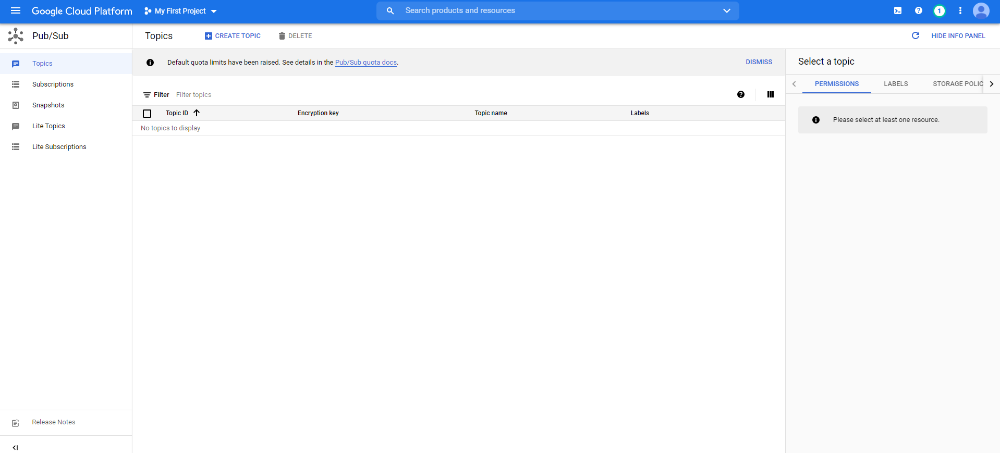 Google Cloud Platform
My First Project
Search products and resources
1
Pub/Sub
Topics
CREATE TOPIC
DELETE
HIDE INFO PANEL
Topics
Subscriptions
Snapshots
Lite Topics
Lite Subscriptions
Release Notes
Default quota limits have been raised. See details in the Pub/Sub quota docs.
DISMISS
Filter
Filter topics
Topic ID
Encryption key
Topic name
Labels
No topics to display
Select a topic
PERMISSIONS
LABELS
STORAGE POLIC
Please select at least one resource.